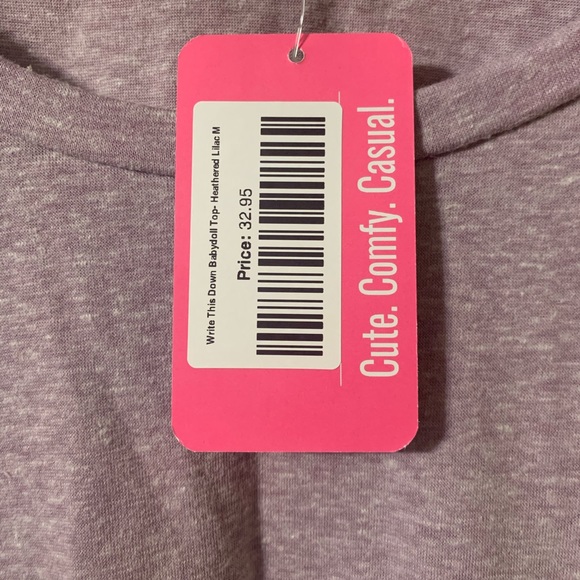 Write This Down Babydoll Top- Heathered Lilac M
Price: 32.95
Cute. Comfy. Casual.